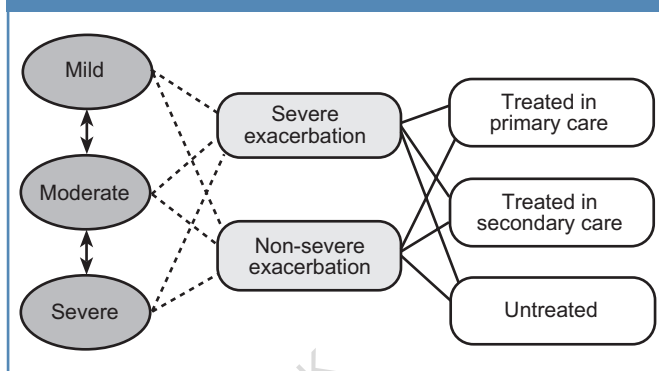 Mild
Moderate
Severe
Severe
exacerbation
Non-severe
exacerbation
Treated in
primary care
Treated in
secondary care
Untreated